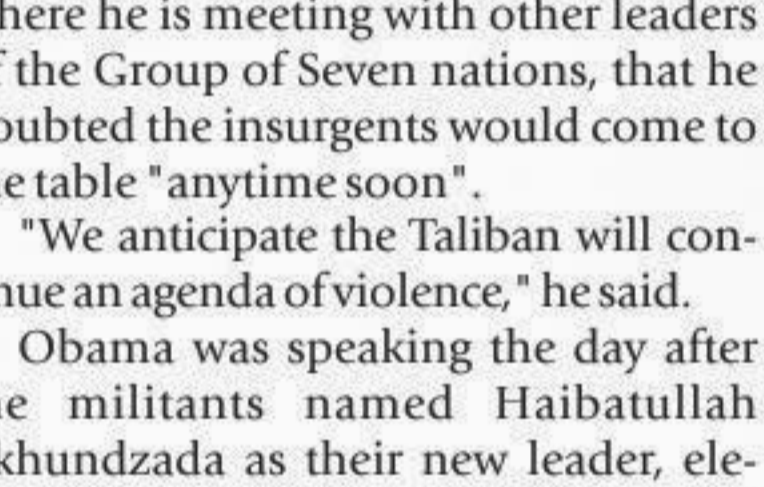 here he is meeting with other leaders
f the Group of Seven nations, that he
oubted the insurgents would come to
e table "anytime soon".
"We anticipate the Taliban will con-
nue an agenda of violence," he said.
Obama was speaking the day after
e militants named Haibatullah
khundzada as their new leader, ele-